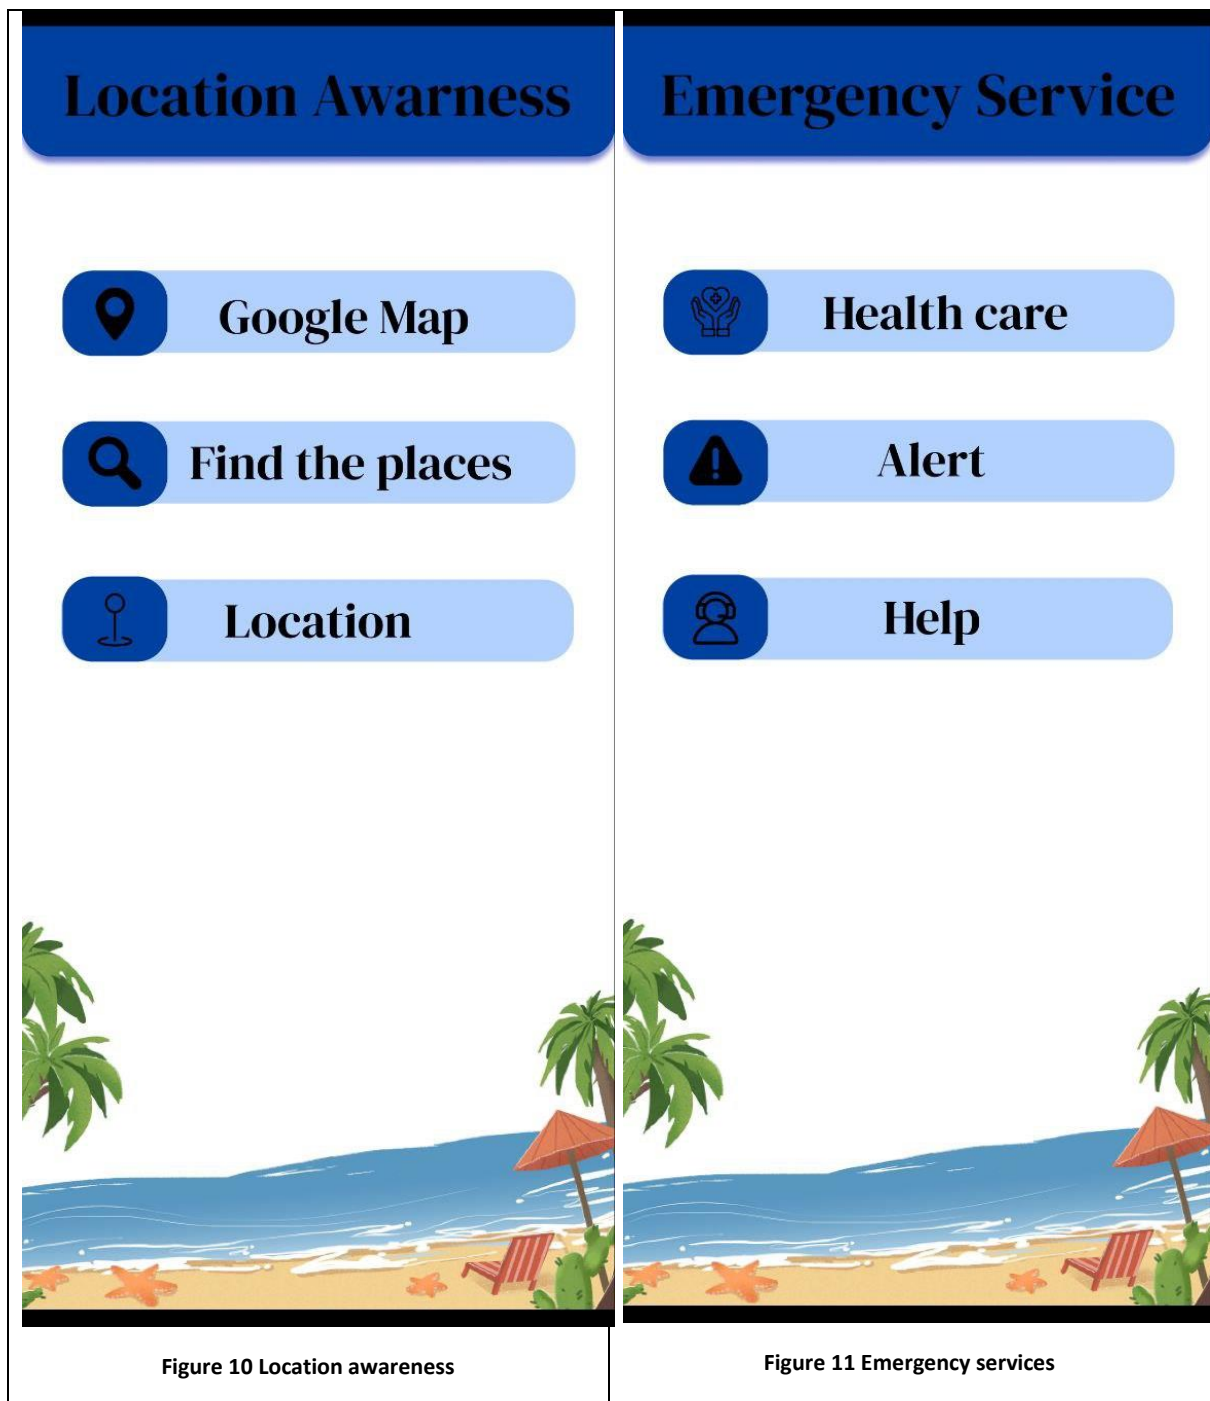 Location Awarness
Google Map
Find the places
Location
Figure 10 Location awareness
Emergency Service
Health care
Alert
Help
Figure 11 Emergency services